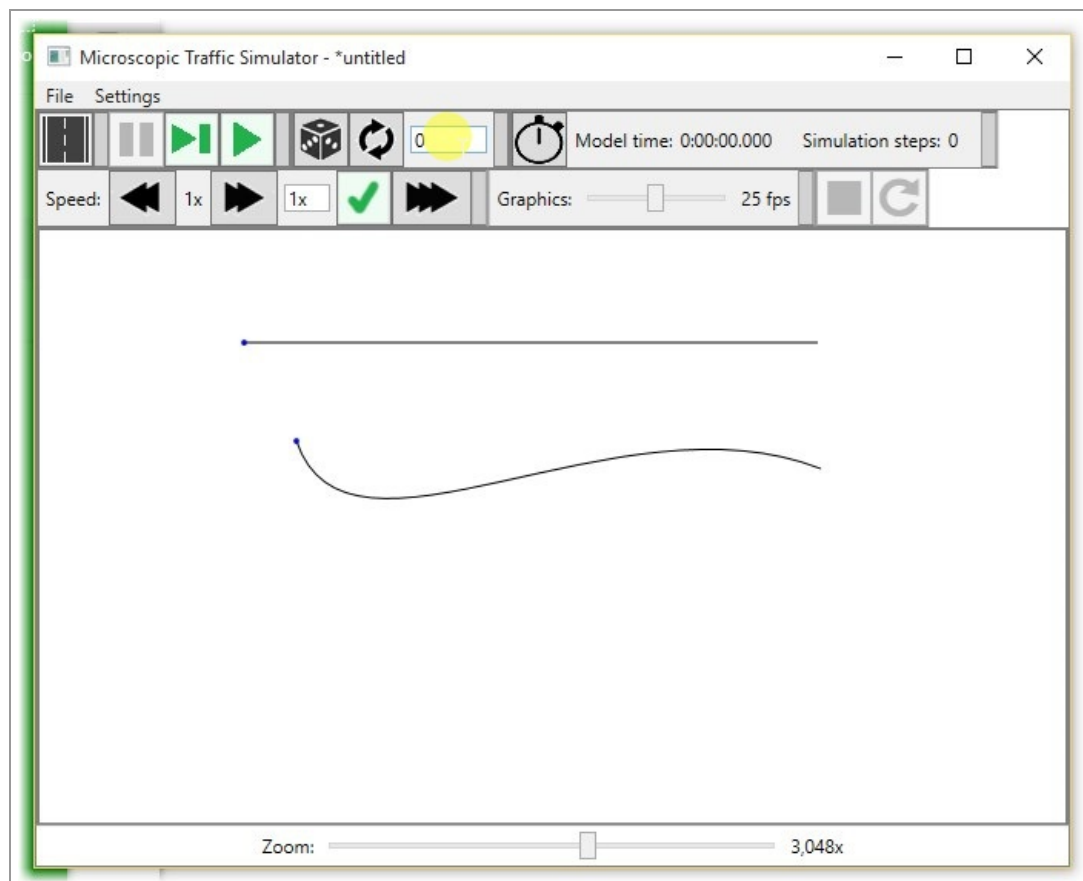 Microscopic Traffic Simulator - *untitled
File Settings
0 Model time: 0:00:00.000 Simulation steps: 0
Speed: 1x 1x Graphics: 25 fps
Zoom: 3,048x